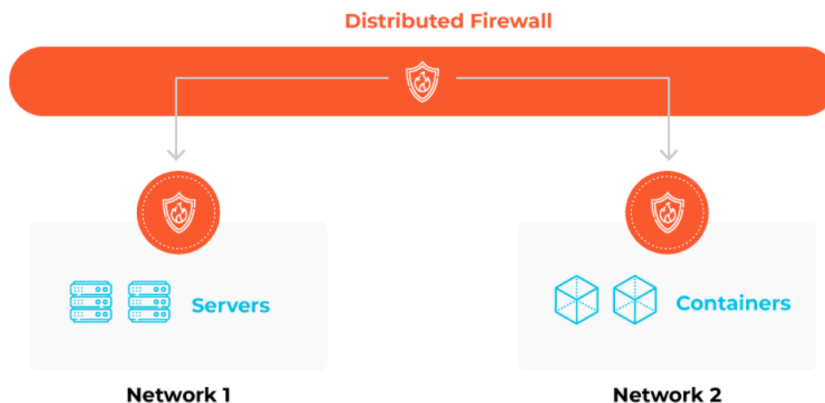 Distributed Firewall
Servers
Containers
Network 1
Network 2